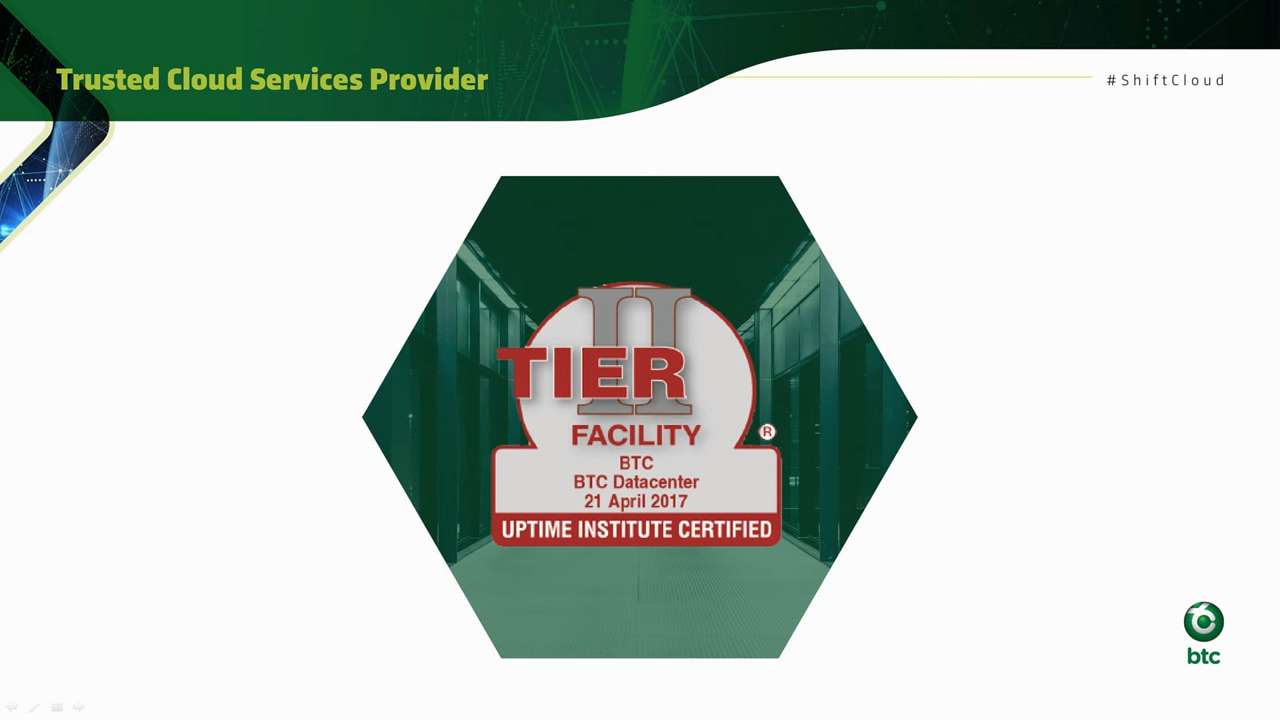 Trusted Cloud Services Provider
#ShiftCloud
II
TIER
FACILITY
®
BTC
BTC Datacenter
21 April 2017
UPTIME INSTITUTE CERTIFIED
btc